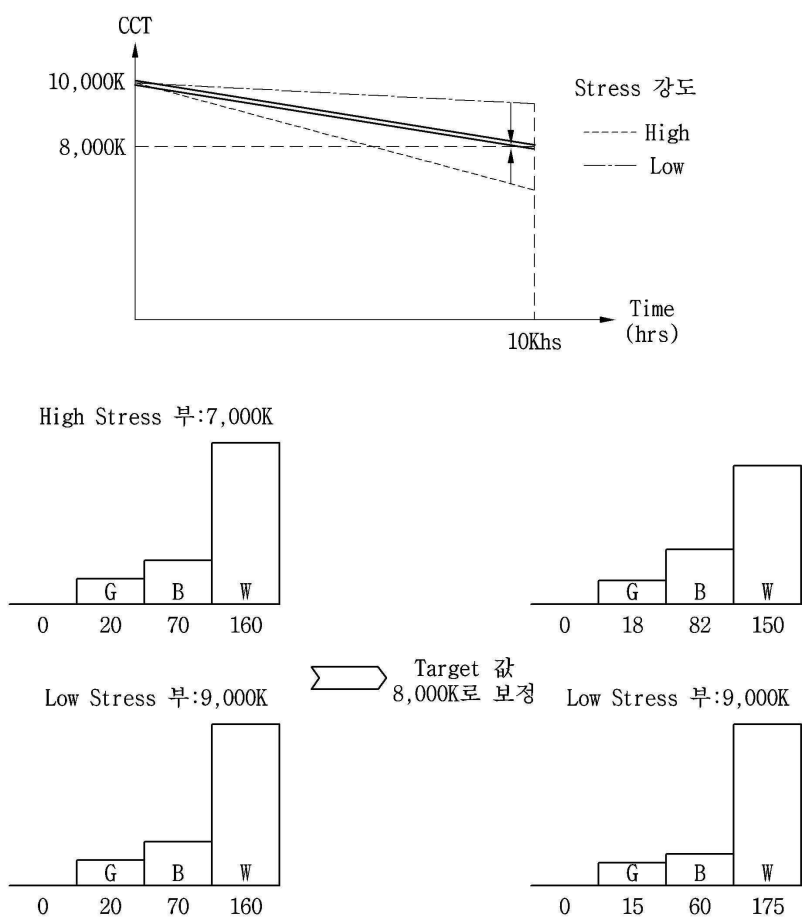 CCT
10,000K
8,000K
Stress 강도
High
Low
Time
(hrs)
10Khs
High Stress 부:7,000K
G B W
0 20 70 160
G B W
0 18 82 150
Target 값
8,000K로 보정
Low Stress 부:9,000K
G B W
0 20 70 160
Low Stress 부:9,000K
G B W
0 15 60 175